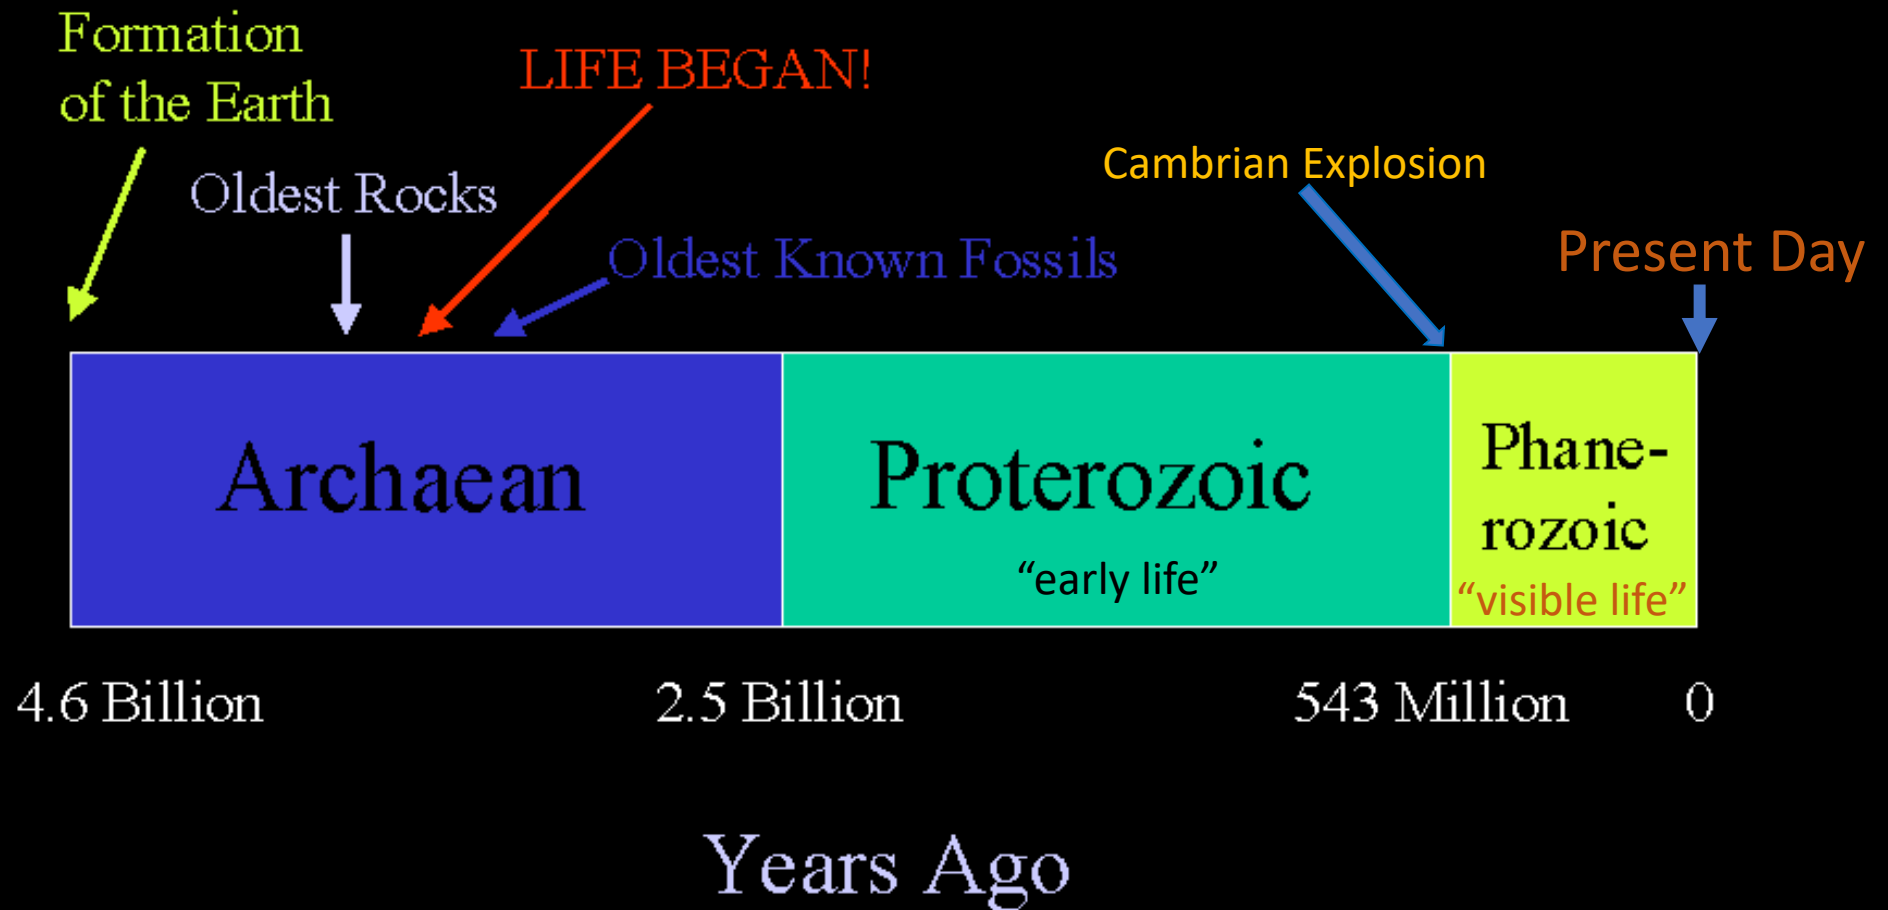 Formation
of the Earth
LIFE BEGAN!
Oldest Rocks
Cambrian Explosion
Oldest Known Fossils
Present Day
Archaean
Proterozoic
“early life”
Phane-
rozoic
“visible life”
4.6 Billion
2.5 Billion
543 Million
0
Years Ago